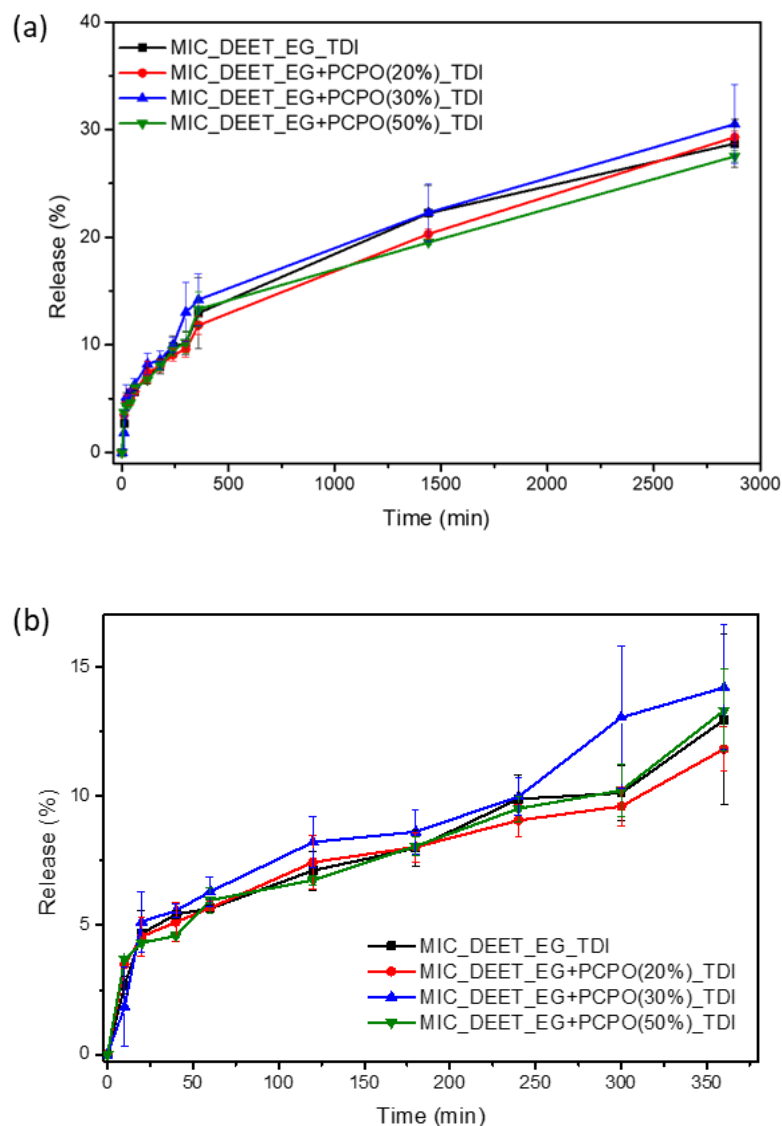 (a)
40
30
20
10
0
Release (%)
MIC_DEET_EG_TDI
MIC_DEET_EG+PCPO(20%)_TDI
MIC_DEET_EG+PCPO(30%)_TDI
MIC_DEET_EG+PCPO(50%)_TDI
0 500 1000 1500 2000 2500 3000
Time (min)
(b)
15
10
5
0
Release (%)
MIC_DEET_EG_TDI
MIC_DEET_EG+PCPO(20%)_TDI
MIC_DEET_EG+PCPO(30%)_TDI
MIC_DEET_EG+PCPO(50%)_TDI
0 50 100 150 200 250 300 350
Time (min)